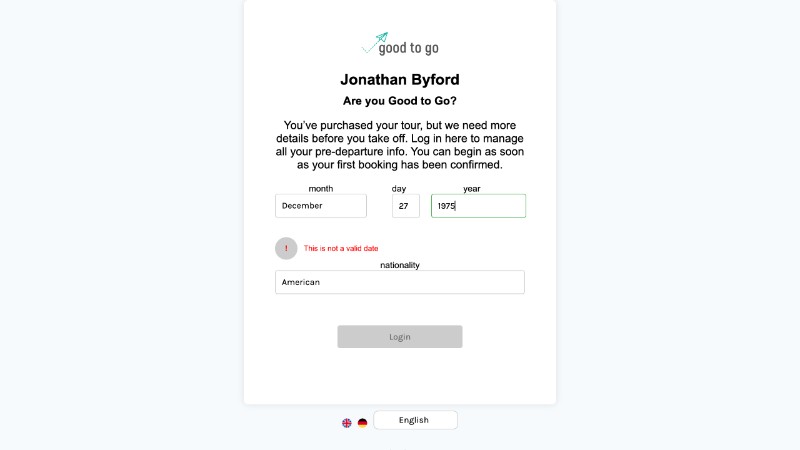 good to go
Jonathan Byford
Are you Good to Go?
You've purchased your tour, but we need more
details before you take off. Log in here to manage
all your pre-departure info. You can begin as soon
as your first booking has been confirmed.
month day year
December 27 1975
! This is not a valid date
nationality
American
Login
English